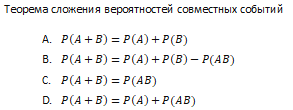 Теорема сложения вероятностей совместных событий
A. P(A + B) = P(A) + P(B)
B. P(A + B) = P(A) + P(B) − P(AB)
C. P(A + B) = P(AB)
D. P(A + B) = P(A) + P(AB)